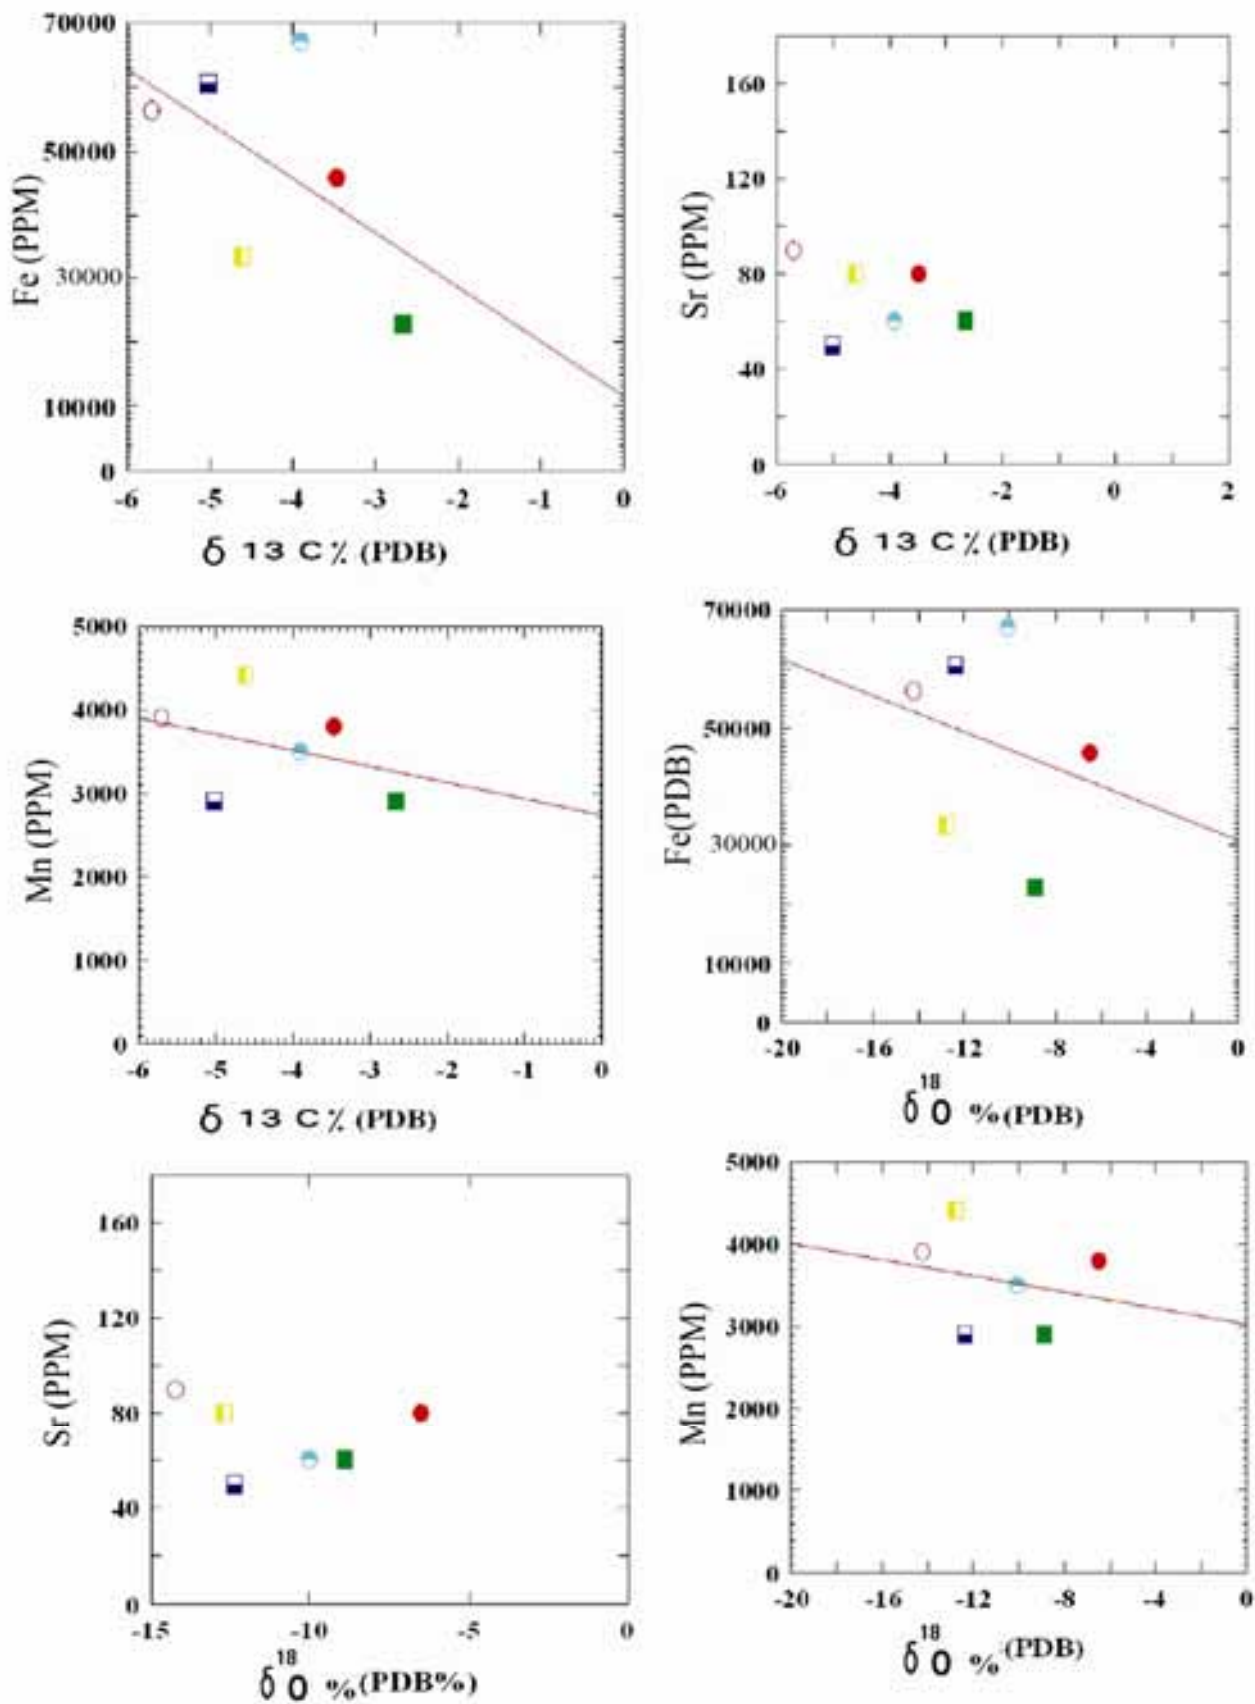 70000
50000
30000
10000
0
Fe (PPM)
-6 -5 -4 -3 -2 -1 0
δ 13 C % (PDB)
160
120
80
40
0
Sr (PPM)
-6 -4 -2 0 2
δ 13 C % (PDB)
5000
4000
3000
2000
1000
0
Mn (PPM)
-6 -5 -4 -3 -2 -1 0
δ 13 C % (PDB)
70000
50000
30000
10000
0
Fe(PDB)
-20 -16 -12 -8 -4 0
δ 18 O %(PDB)
160
120
80
40
0
Sr (PPM)
-15 -10 -5 0
δ 18 O %(PDB%)
5000
4000
3000
2000
1000
0
Mn (PPM)
-20 -16 -12 -8 -4 0
δ 18 O % (PDB)